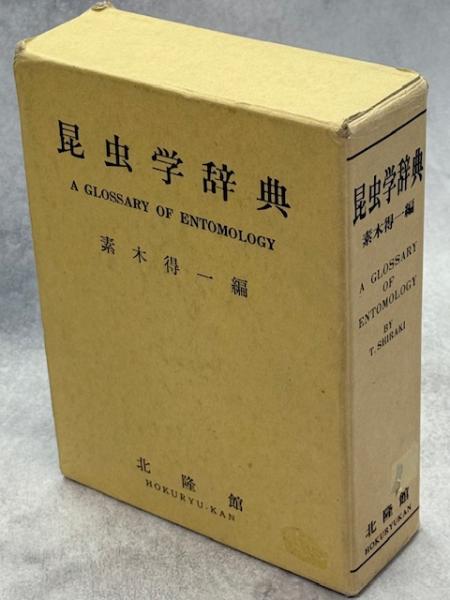 昆虫学辞典
A GLOSSARY OF ENTOMOLOGY
素木得一編
北隆館
HOKURYU-KAN
昆虫学辞典
素木得一編
A GLOSSARY
OF
ENTOMOLOGY
BY
T. SHIRAKI
北隆館
HOKURYUKAN